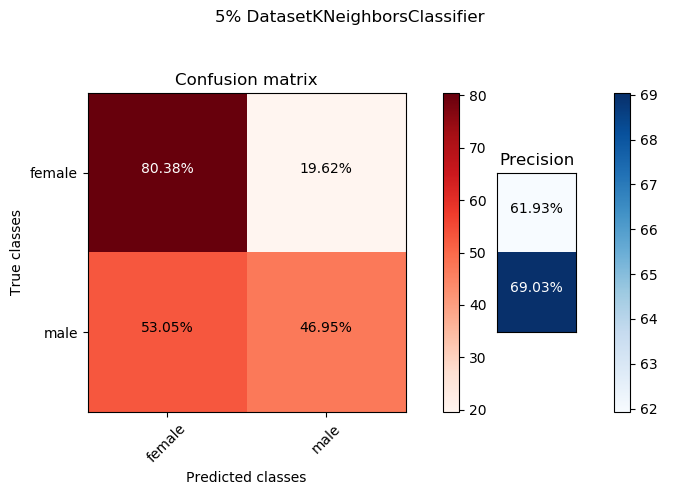 5% DatasetKNeighborsClassifier
Confusion matrix
True classes
female
male
80.38%
19.62%
53.05%
46.95%
female
male
Predicted classes
80
70
60
50
40
30
20
Precision
61.93%
69.03%
69
68
67
66
65
64
63
62